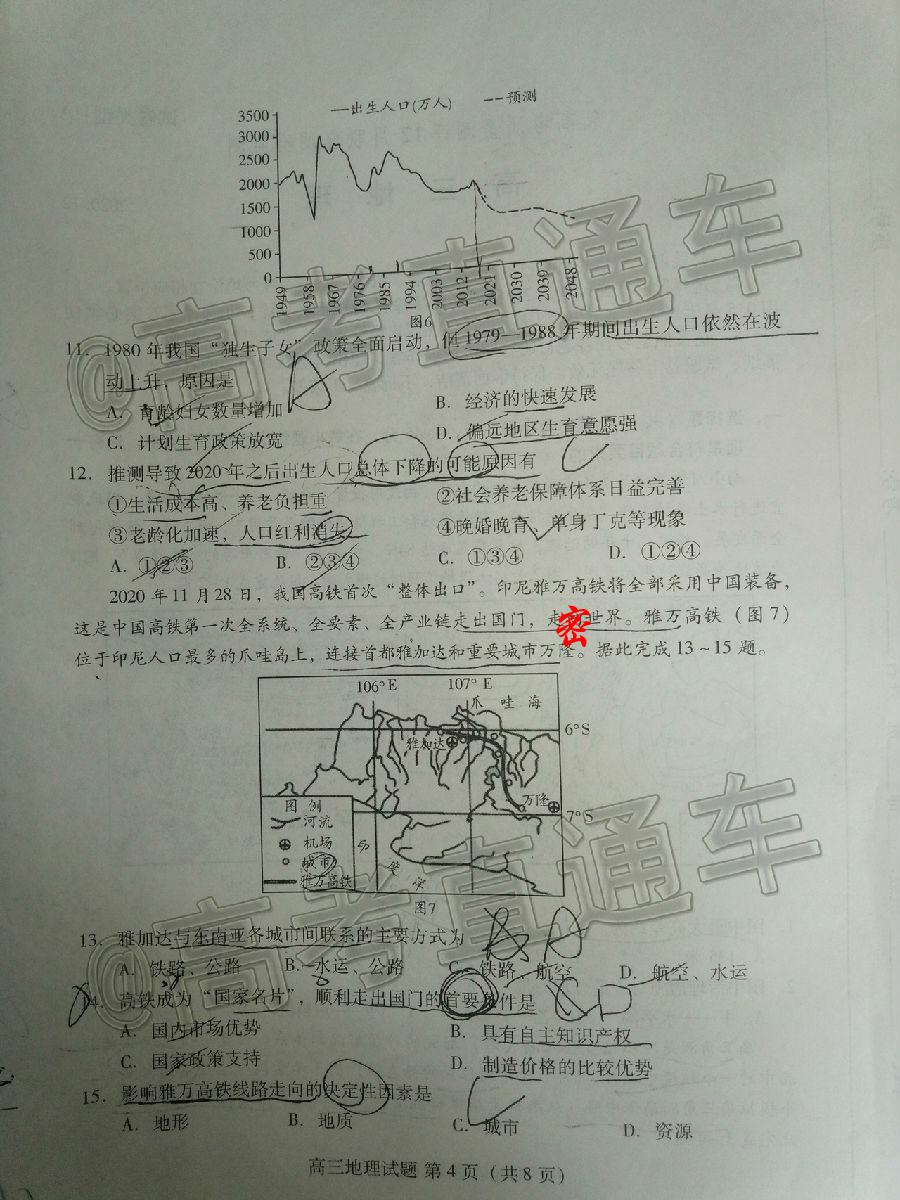 —出生人口(万人) --预测
3500
3000
2500
2000
1500
1000
500
0
1949 1958 1967 1976 1985 1994 2003 2012 2021 2030 2039 2048
图6
11. 1980年我国“独生子女”政策全面启动，但1979—1988年期间出生人口依然在波
动上升，原因是
A. 育龄妇女数量增加 B. 经济的快速发展
C. 计划生育政策放宽 D. 偏远地区生育意愿强
12. 推测导致2020年之后出生人口总体下降的可能原因有
①生活成本高、养老负担重 ②社会养老保障体系日益完善
③老龄化加速，人口红利消失 ④晚婚晚育、单身丁克等现象
A. ①②③ B. ②③④ C. ①③④ D. ①②④
2020年11月28日，我国高铁首次“整体出口”。印尼雅万高铁将全部采用中国装备，
这是中国高铁第一次全系统、全要素、全产业链走出国门，走世界。雅万高铁（图7）
密
位于印尼人口最多的爪哇岛上，连接首都雅加达和重要城市万隆。据此完成13～15题。
106°E 107°E
爪哇海
6°S
雅加达
万隆
7°S
图例
河流
机场
城市
雅万高铁
洋
图7
13. 雅加达与东南亚各城市间联系的主要方式为
A. 铁路、公路 B. 水运、公路 C. 铁路、航空 D. 航空、水运
14. 高铁成为“国家名片”，顺利走出国门的首要条件是
A. 国内市场优势 B. 具有自主知识产权
C. 国家政策支持 D. 制造价格的比较优势
15. 影响雅万高铁线路走向的决定性因素是
A. 地形 B. 地质 C. 城市 D. 资源
高三地理试题 第4页（共8页）
@高考直通车
@高考直通车
@高考直通车